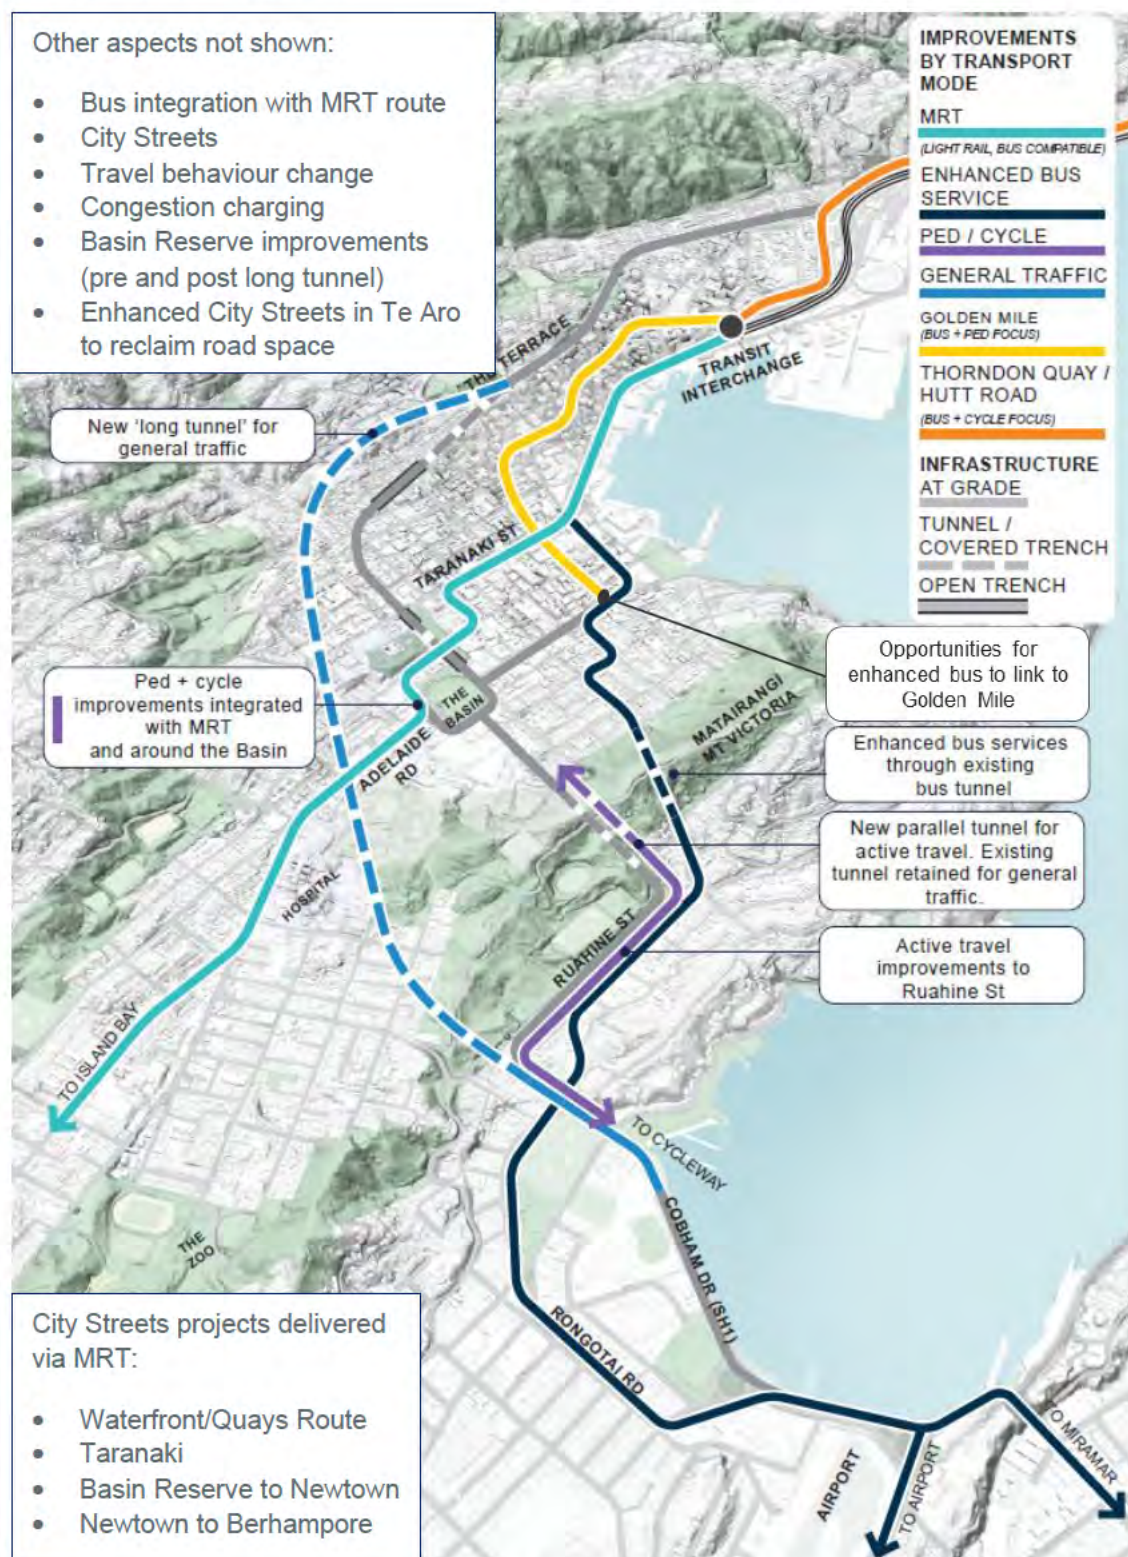 Other aspects not shown:
• Bus integration with MRT route
• City Streets
• Travel behaviour change
• Congestion charging
• Basin Reserve improvements
(pre and post long tunnel)
• Enhanced City Streets in Te Aro
to reclaim road space
IMPROVEMENTS
BY TRANSPORT
MODE
MRT
(LIGHT RAIL, BUS COMPATIBLE)
ENHANCED BUS
SERVICE
PED / CYCLE
GENERAL TRAFFIC
GOLDEN MILE
(BUS + PED FOCUS)
THORNDON QUAY /
HUTT ROAD
(BUS + CYCLE FOCUS)
INFRASTRUCTURE
AT GRADE
TUNNEL /
COVERED TRENCH
OPEN TRENCH
THE TERRACE
TRANSIT
INTERCHANGE
New 'long tunnel' for
general traffic
TARANAKI ST
Opportunities for
enhanced bus to link to
Golden Mile
Ped + cycle
improvements integrated
with MRT
and around the Basin
THE
BASIN
MATAIRANGI
MT VICTORIA
ADELAIDE
RD
Enhanced bus services
through existing
bus tunnel
New parallel tunnel for
active travel. Existing
tunnel retained for general
traffic.
HOSPITAL
RUAHINE ST
Active travel
improvements to
Ruahine St
TO ISLAND BAY
TO CYCLEWAY
THE
ZOO
COBHAM DR (SH1)
RONGOTAI RD
AIRPORT
TO AIRPORT
TO MIRAMAR
City Streets projects delivered
via MRT:
• Waterfront/Quays Route
• Taranaki
• Basin Reserve to Newtown
• Newtown to Berhampore